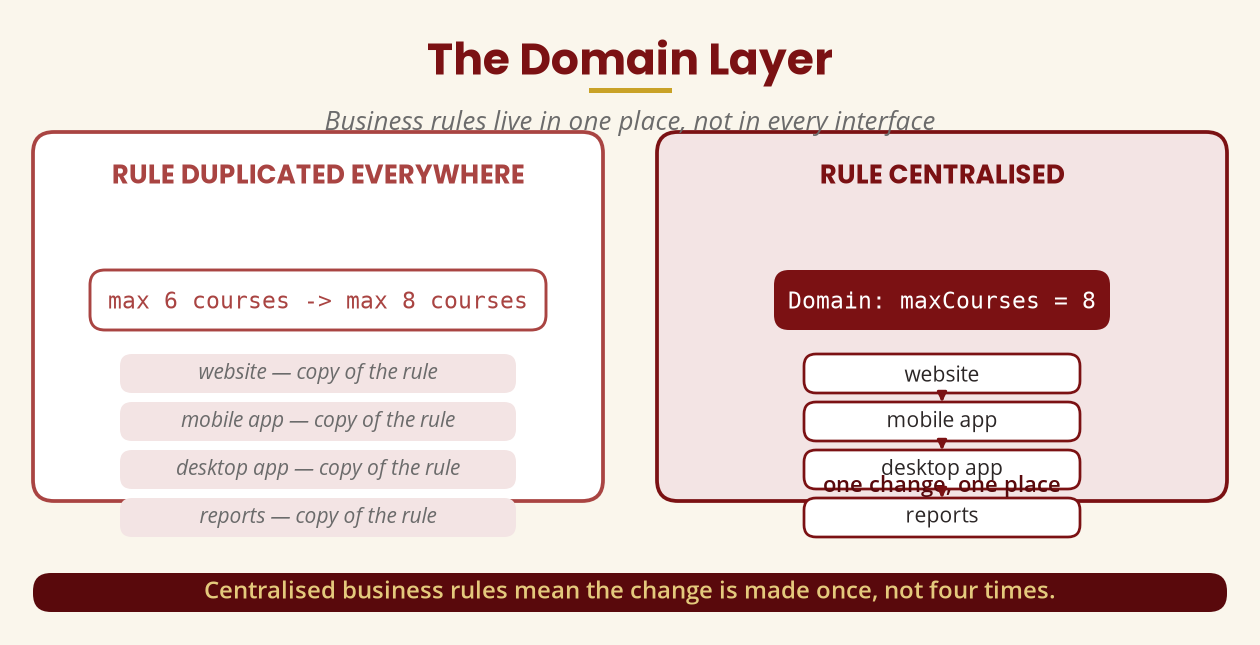 The Domain Layer
Business rules live in one place, not in every interface
RULE DUPLICATED EVERYWHERE
max 6 courses -> max 8 courses
website — copy of the rule
mobile app — copy of the rule
desktop app — copy of the rule
reports — copy of the rule
RULE CENTRALISED
Domain: maxCourses = 8
website
mobile app
desktop app
one change, one place
reports
Centralised business rules mean the change is made once, not four times.